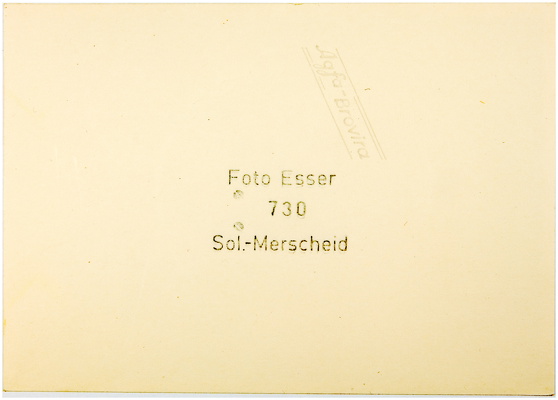 Agfa-Brovira
Foto Esser
730
Sol.-Merscheid